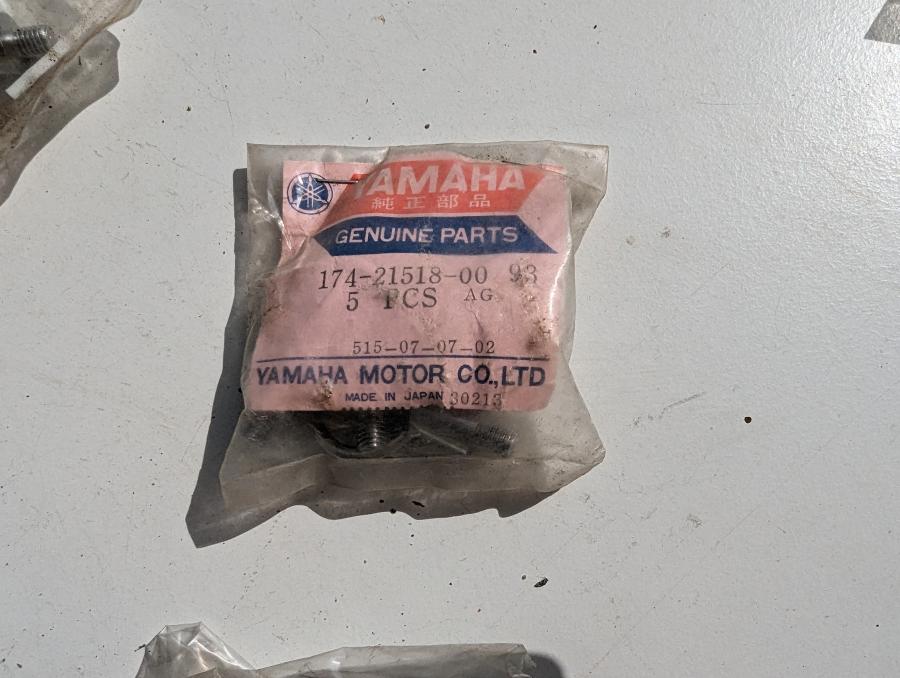 YAMAHA
純正部品
GENUINE PARTS
174-21518-00 93
5 PCS AG
515-07-07-02
YAMAHA MOTOR CO.,LTD
MADE IN JAPAN 30213